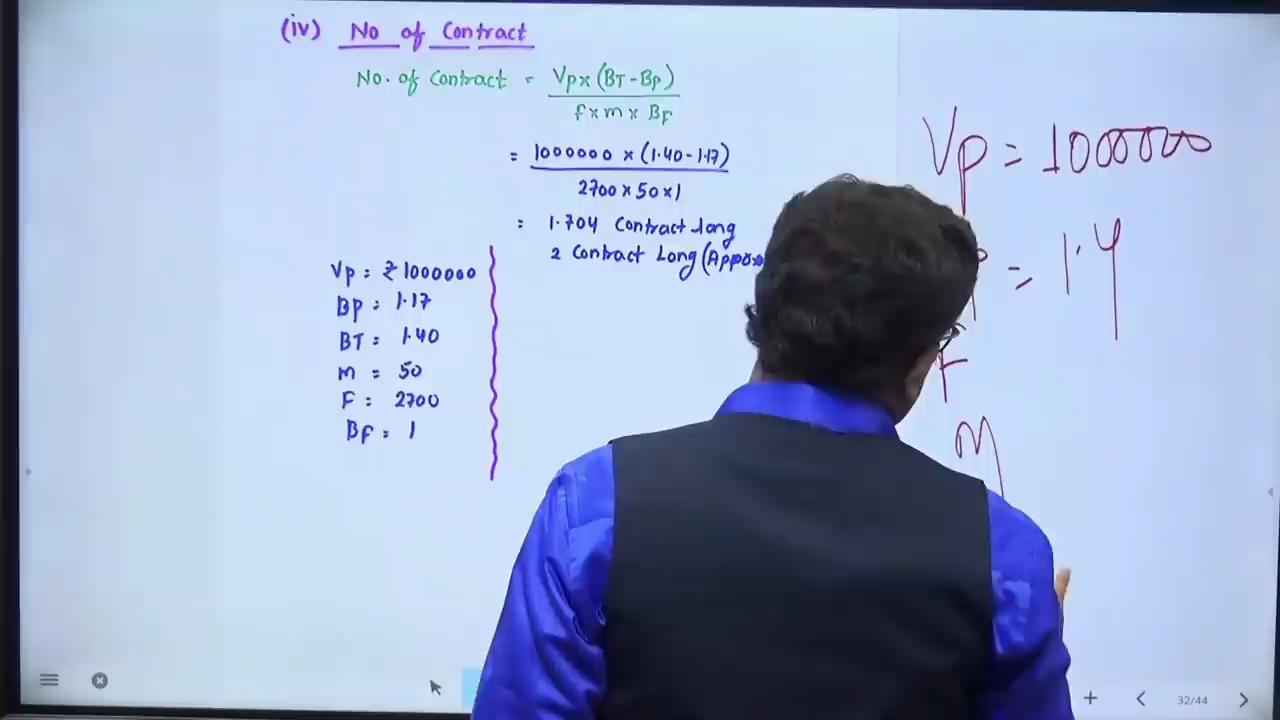 (iv) No of Contract
No. of Contract = Vp x (BT - Bp)
f x m x BF
= 1000000 x (1.40 - 1.17)
2700 x 50 x 1
= 1.704 Contract long
2 Contract Long (Approx
Vp = ₹ 1000000
Bp = 1.17
BT = 1.40
m = 50
F = 2700
BF = 1
Vp = 1000000
= 1.4
F
M
32/44